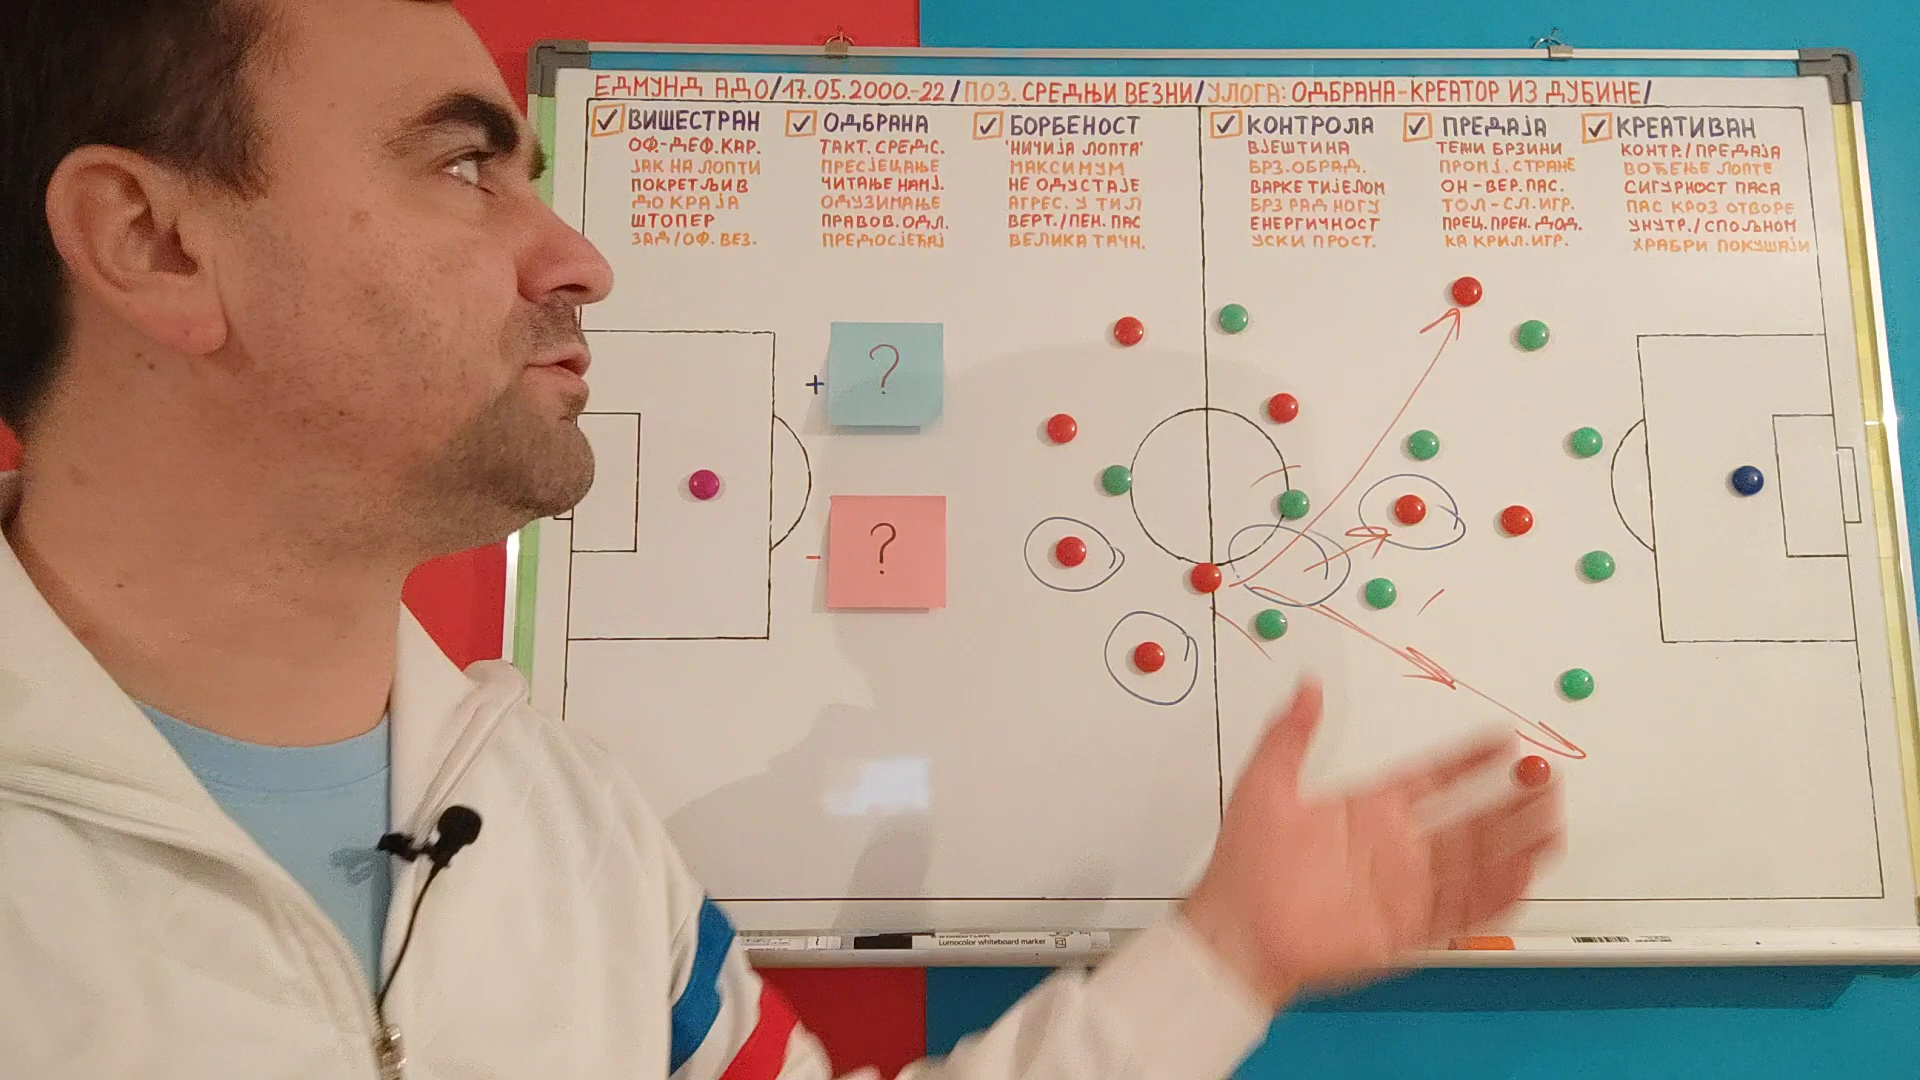 ЕДМУНД АДО/17.05.2000.-22/ПОЗ. СРЕДЊИ ВЕЗНИ/УЛОГА: ОДБРАНА-КРЕАТОР ИЗ ДУБИНЕ/
✓ ВИШЕСТРАН
ОФ.-ДЕФ. КАР.
ЈАК НА ЛОПТИ
ПОКРЕТЉИВ
ДО КРАЈА
ШТОПЕР
ЗАД/ОФ. ВЕЗ.
✓ ОДБРАНА
ТАКТ. СРЕДС.
ПРЕСЈЕЦАЊЕ
ЧИТАЊЕ НАМЈ.
ОДУЗИМАЊЕ
ПРАВОВ. ОДЛ.
ПРЕДОСЈЕЋАЈ
✓ БОРБЕНОСТ
'НИЧИЈА ЛОПТА'
МАКСИМУМ
НЕ ОДУСТАЈЕ
АГРЕС. У ТИЛ
ВЕРТ./ПЕН. ПАС
ВЕЛИКА ТАЧН.
✓ КОНТРОЛА
ВЈЕШТИНА
БРЗ. ОБРАД.
ВАРКЕ ТИЈЕЛОМ
БРЗ РАД НОГУ
ЕНЕРГИЧНОСТ
УСКИ ПРОСТ.
✓ ПРЕДАЈА
ТЕЖИ БРЗИНИ
ПРОМЈ. СТРАНЕ
ОН-ВЕР. ПАС.
ТОЛ-СЛ. ИГР.
ПРЕЦ. ПРЕН. ДОД.
КА КРИЛ. ИГР.
✓ КРЕАТИВАН
КОНТР./ПРЕДАЈА
ВОЂЕЊЕ ЛОПТЕ
СИГУРНОСТ ПАСА
ПАС КРОЗ ОТВОРЕ
УНУТР./СПОЉНОМ
ХРАБРИ ПОКУШАЈИ
+ ?
- ?
Lumocolor whiteboard marker